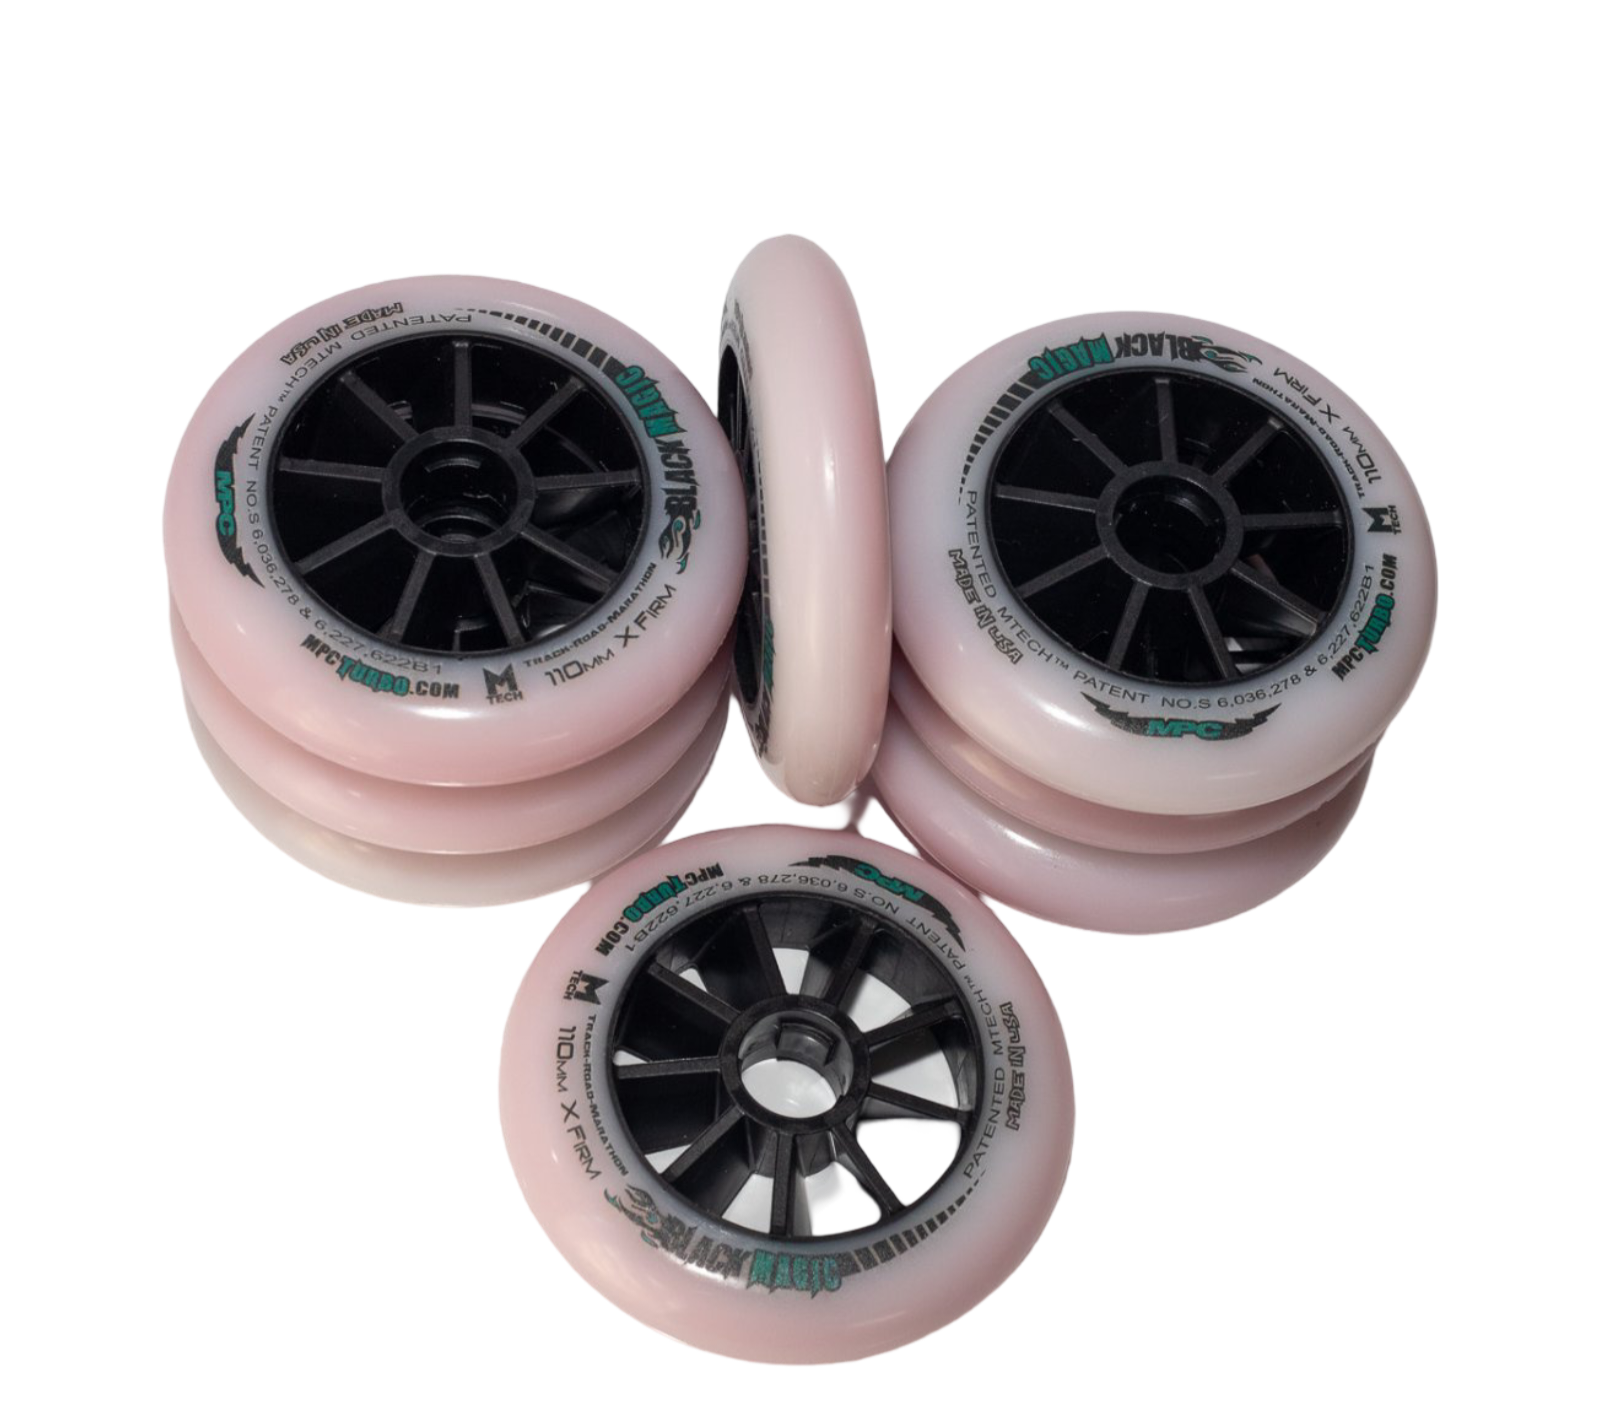 MADE IN USA
PATENTED MTECH™ PATENT NO.S 6,036,278 & 6,227,622B1
MPC
MPCTURBO.COM
M TECH
TRACK-ROAD-MARATHON
110MM X FIRM
BLACK MAGIC
BLACK MAGIC
110MM X FIRM
TRACK-ROAD-MARATHON
M TECH
MPCTURBO.COM
PATENTED MTECH™ PATENT NO.S 6,036,278 & 6,227,622B1
MADE IN USA
MPC
MPCTURBO.COM
MPC
PATENTED MTECH™ PATENT NO.S 6,036,278 & 6,227,622B1
MADE IN USA
M TECH
TRACK-ROAD-MARATHON
110MM X FIRM
BLACK MAGIC